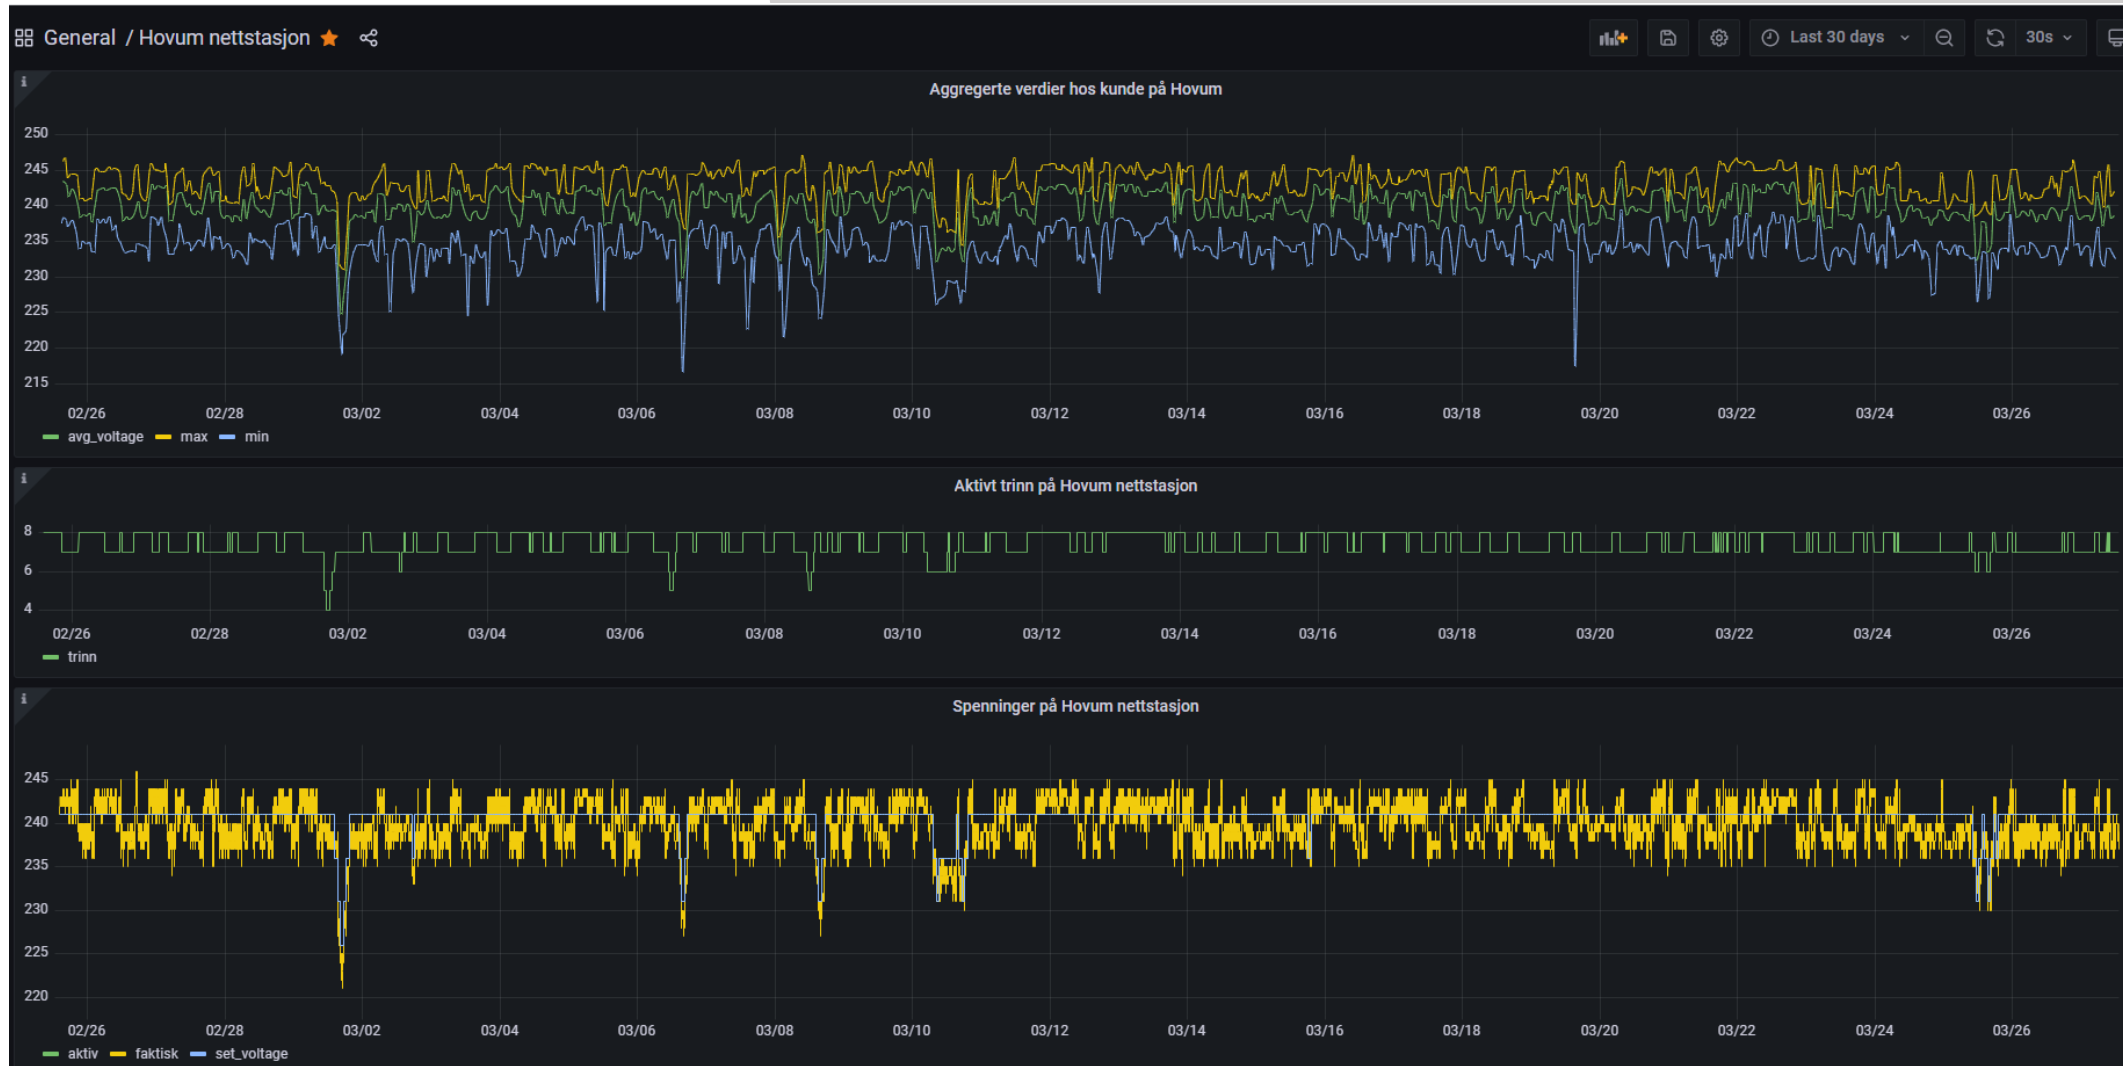 General / Hovum nettstasjon
Last 30 days
30s
Aggregerte verdier hos kunde på Hovum
250
245
240
235
230
225
220
215
02/26 02/28 03/02 03/04 03/06 03/08 03/10 03/12 03/14 03/16 03/18 03/20 03/22 03/24 03/26
avg_voltage max min
Aktivt trinn på Hovum nettstasjon
8
6
4
02/26 02/28 03/02 03/04 03/06 03/08 03/10 03/12 03/14 03/16 03/18 03/20 03/22 03/24 03/26
trinn
Spenninger på Hovum nettstasjon
245
240
235
230
225
220
02/26 02/28 03/02 03/04 03/06 03/08 03/10 03/12 03/14 03/16 03/18 03/20 03/22 03/24 03/26
aktiv faktisk set_voltage